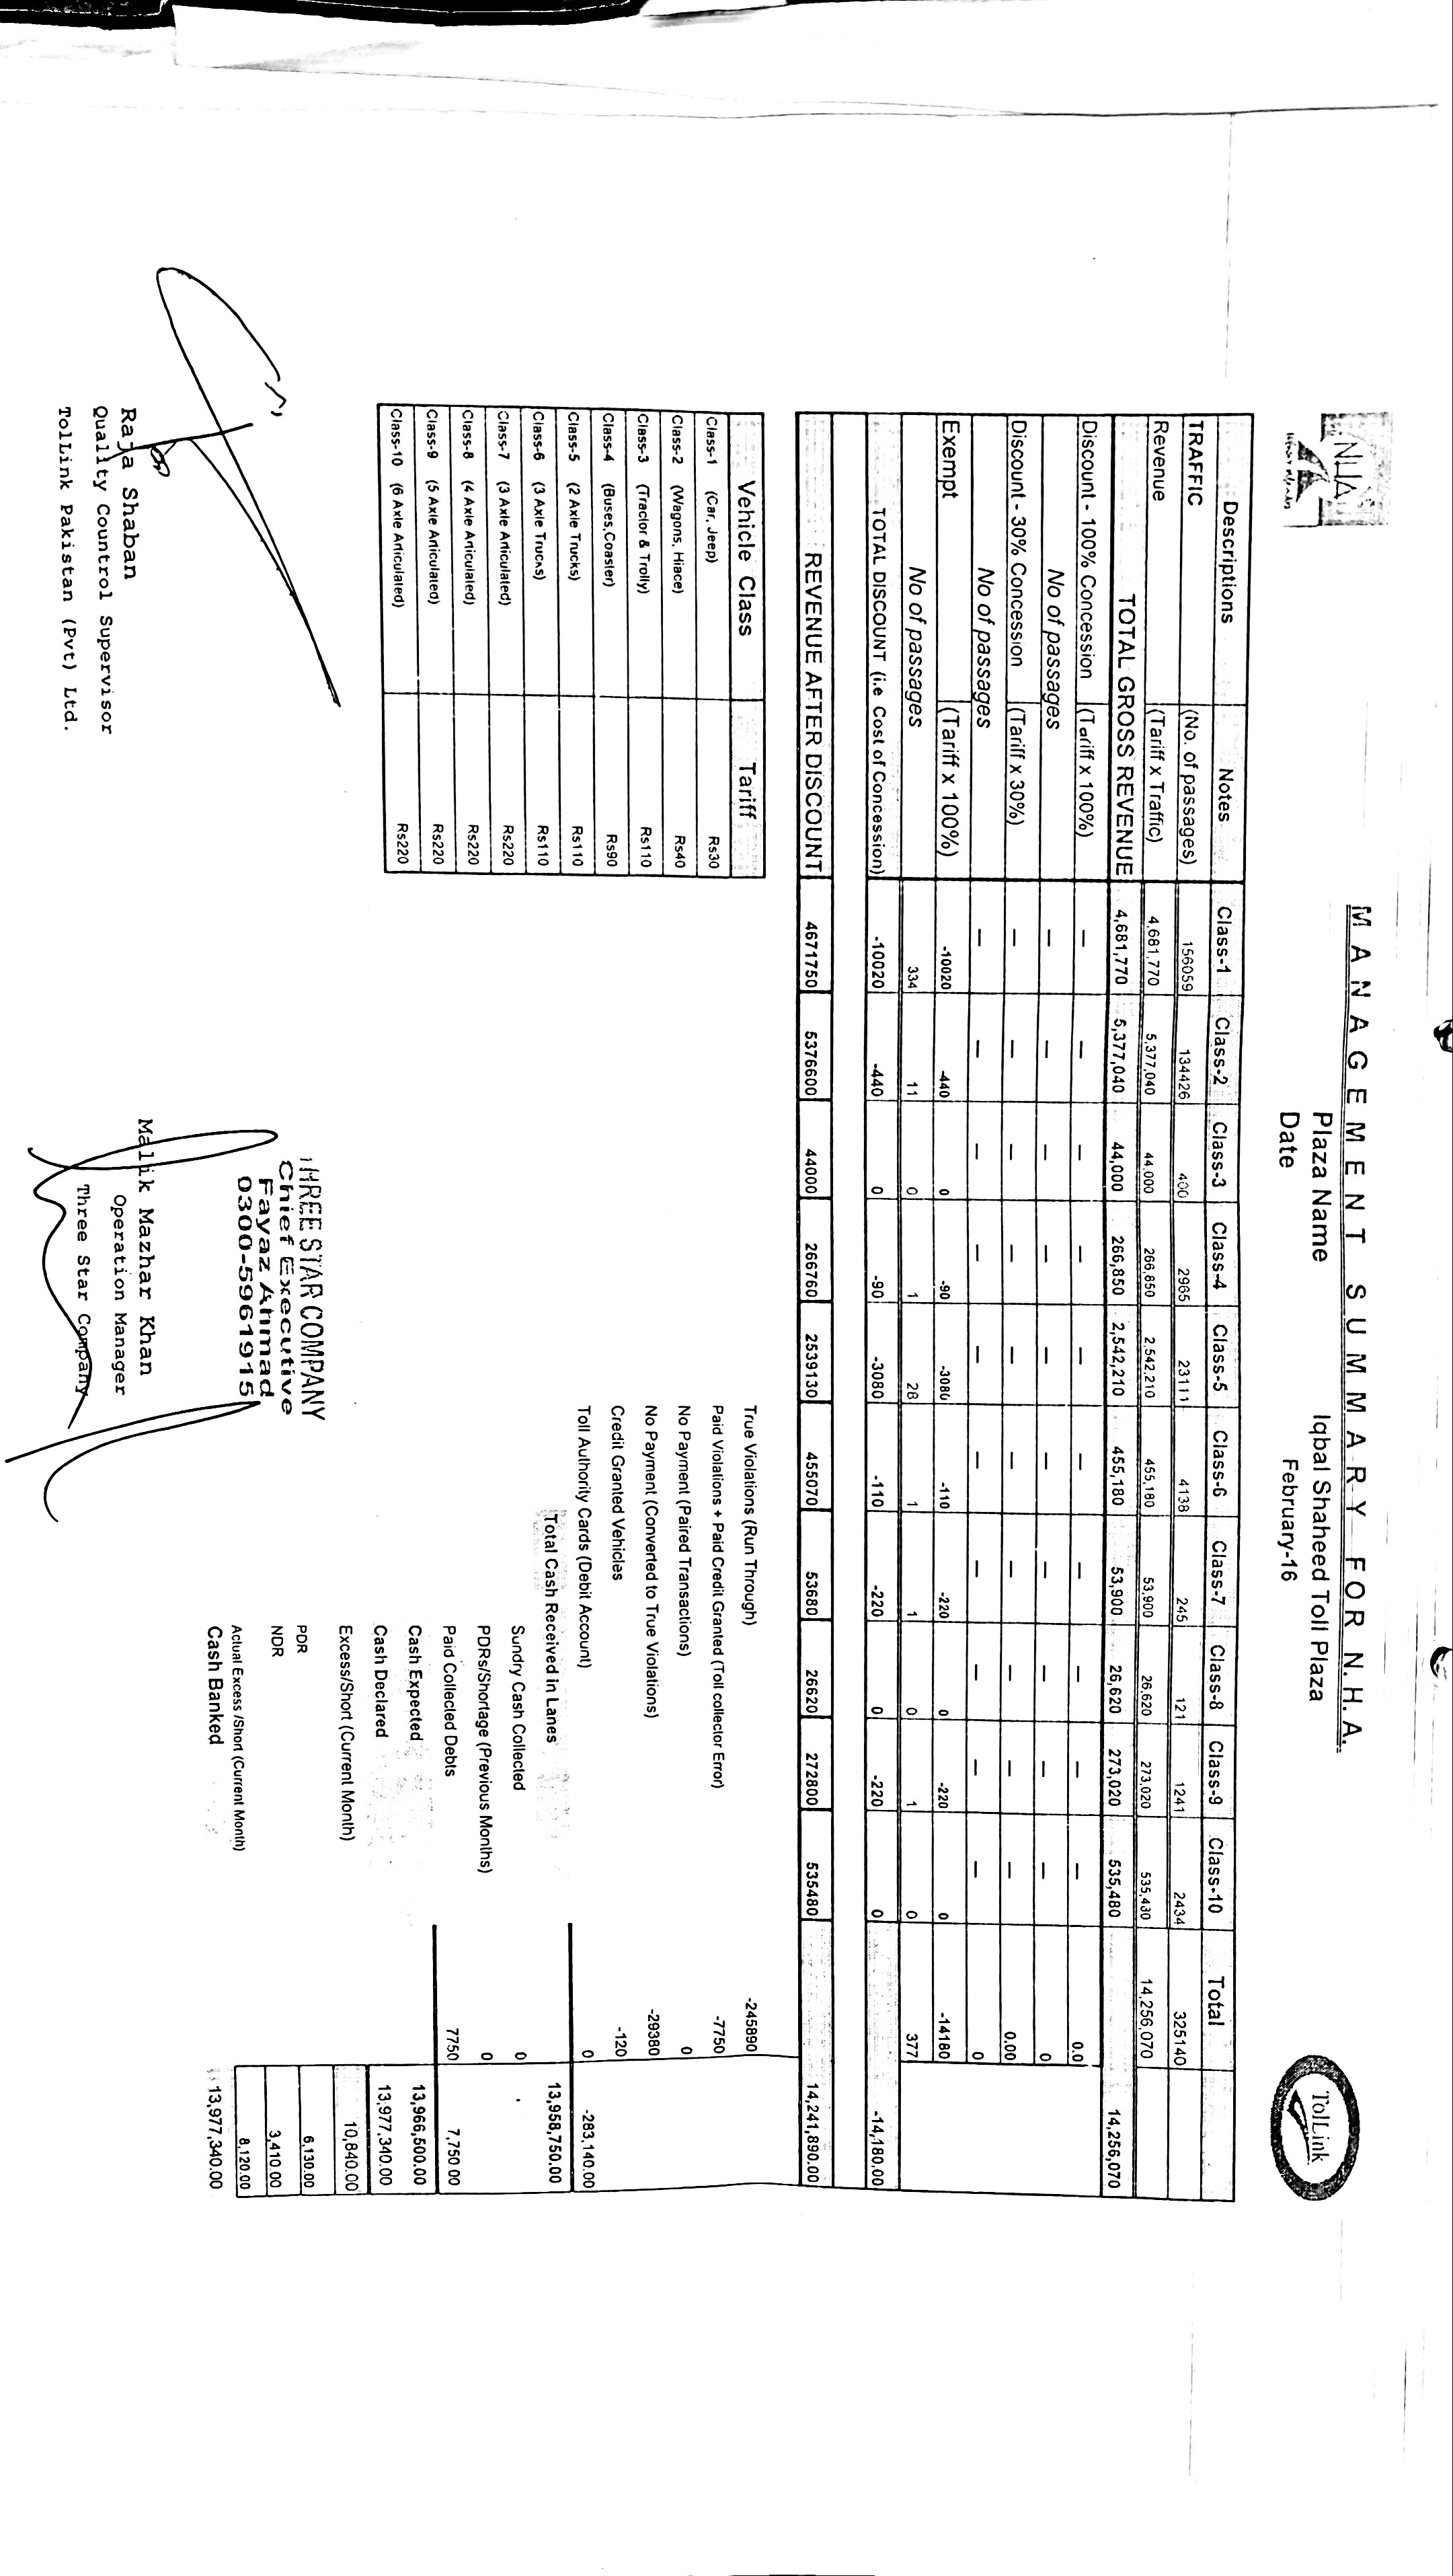 NHA
M A N A G E M E N T S U M M A R Y F O R N. H. A.
TolLink
Plaza Name Iqbal Shaheed Toll Plaza
Date February-16
Descriptions Notes Class-1 Class-2 Class-3 Class-4 Class-5 Class-6 Class-7 Class-8 Class-9 Class-10 Total
TRAFFIC (No. of passages) 156059 134426 400 2965 23111 4138 245 121 1241 2434 325140
Revenue (Tariff x Traffic) 4,681,770 5,377,040 44,000 266,850 2,542,210 455,180 53,900 26,620 273,020 535,480 14,256,070
TOTAL GROSS REVENUE 4,681,770 5,377,040 44,000 266,850 2,542,210 455,180 53,900 26,620 273,020 535,480 14,256,070
Discount - 100% Concession (Tariff x 100%) – – – – – – – – – – 0.0
No of passages – – – – – – – – – – 0
Discount - 30% Concession (Tariff x 30%) – – – – – – – – – – 0.00
No of passages – – – – – – – – – – 0
Exempt (Tariff x 100%) -10020 -440 0 -90 -3080 -110 -220 0 -220 0 -14180
No of passages 334 11 0 1 28 1 1 0 1 0 377
TOTAL DISCOUNT (i.e Cost of Concession) -10020 -440 0 -90 -3080 -110 -220 0 -220 0 -14,180.00
REVENUE AFTER DISCOUNT 4671750 5376600 44000 266760 2539130 455070 53680 26620 272800 535480 14,241,890.00
Vehicle Class Tariff
Class-1 (Car, Jeep) Rs30
Class-2 (Wagons, Hiace) Rs40
Class-3 (Tractor & Trolly) Rs110
Class-4 (Buses,Coaster) Rs90
Class-5 (2 Axle Trucks) Rs110
Class-6 (3 Axle Trucks) Rs110
Class-7 (3 Axle Articulated) Rs220
Class-8 (4 Axle Articulated) Rs220
Class-9 (5 Axle Articulated) Rs220
Class-10 (6 Axle Articulated) Rs220
True Violations (Run Through) -245890
Paid Violations + Paid Credit Granted (Toll collector Error) -7750
No Payment (Paired Transactions) 0
No Payment (Converted to True Violations) -29380
Credit Granted Vehicles -120
Toll Authority Cards (Debit Account) 0 -283,140.00
Total Cash Received in Lanes 13,958,750.00
Sundry Cash Collected 0
PDRs/Shortage (Previous Months) 0
Paid Collected Debts 7750 7,750.00
Cash Expected 13,966,500.00
Cash Declared 13,977,340.00
Excess/Short (Current Month) 10,840.00
PDR 6,130.00
NDR 3,410.00
Actual Excess /Short (Current Month) 8,120.00
Cash Banked 13,977,340.00
THREE STAR COMPANY
Chief Executive
Fayaz Ahmad
0300-5961915
Raja Shaban
Quality Countrol Supervisor
TolLink Pakistan (Pvt) Ltd.
Malik Mazhar Khan
Operation Manager
Three Star Company